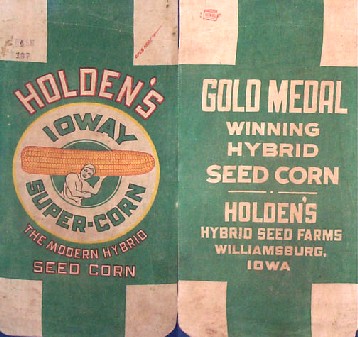 HOLDEN'S
IOWAY
SUPER-CORN
THE MODERN HYBRID
SEED CORN
GOLD MEDAL
WINNING
HYBRID
SEED CORN
HOLDEN'S
HYBRID SEED FARMS
WILLIAMSBURG,
IOWA